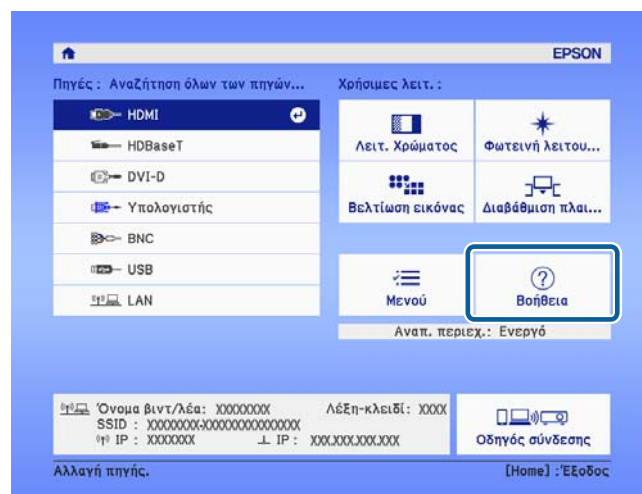 EPSON
Πηγές : Αναζήτηση όλων των πηγών...
Χρήσιμες λειτ. :
HDMI
HDBaseT
DVI-D
Υπολογιστής
BNC
USB
LAN
Λειτ. Χρώματος
Φωτεινή λειτου...
Βελτίωση εικόνας
Διαβάθμιση πλαι...
Μενού
Βοήθεια
Αναπ. περιεχ.: Ενεργό
Όνομα βιντ/λέα: XXXXXXXX Λέξη-κλειδί: XXXX
SSID : XXXXXXXX-XXXXXXXXXXXXXXX
IP : XXXXXXX IP : XXX.XXX.XXX.XXX
Οδηγός σύνδεσης
Αλλαγή πηγής.
[Home] :Έξοδος